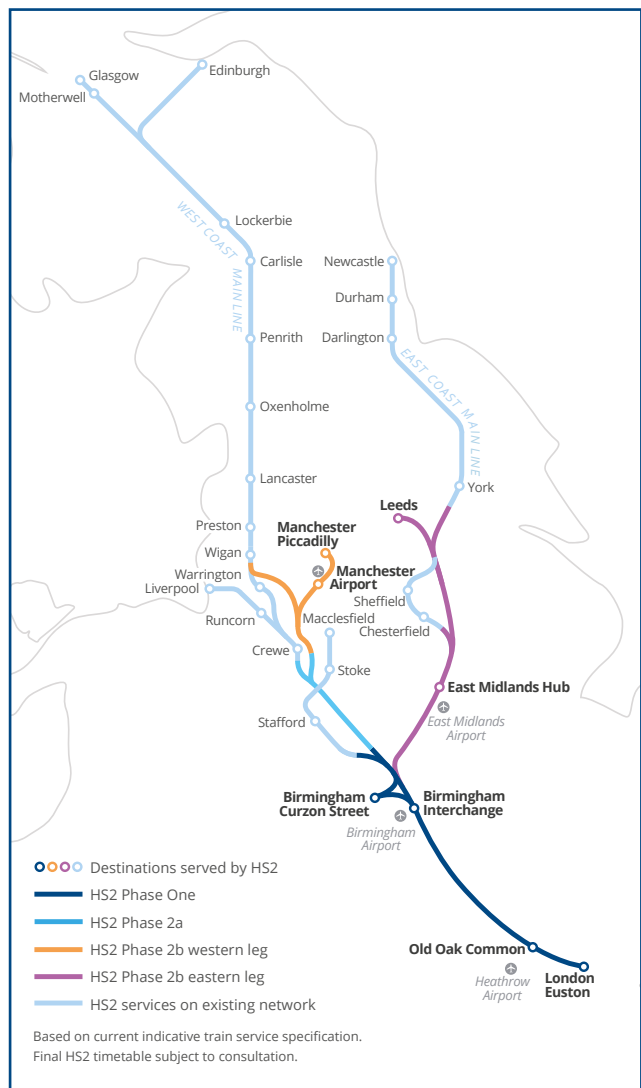 Glasgow
Edinburgh
Motherwell
Lockerbie
WEST COAST MAIN LINE
Carlisle
Newcastle
Durham
Penrith
Darlington
EAST COAST MAIN LINE
Oxenholme
Lancaster
York
Leeds
Preston
Manchester
Piccadilly
Wigan
Warrington
Manchester
Airport
Liverpool
Sheffield
Runcorn
Macclesfield
Chesterfield
Crewe
Stoke
East Midlands Hub
Stafford
East Midlands
Airport
Birmingham
Curzon Street
Birmingham
Interchange
Birmingham
Airport
Destinations served by HS2
HS2 Phase One
HS2 Phase 2a
HS2 Phase 2b western leg
HS2 Phase 2b eastern leg
HS2 services on existing network
Old Oak Common
London
Euston
Heathrow
Airport
Based on current indicative train service specification.
Final HS2 timetable subject to consultation.